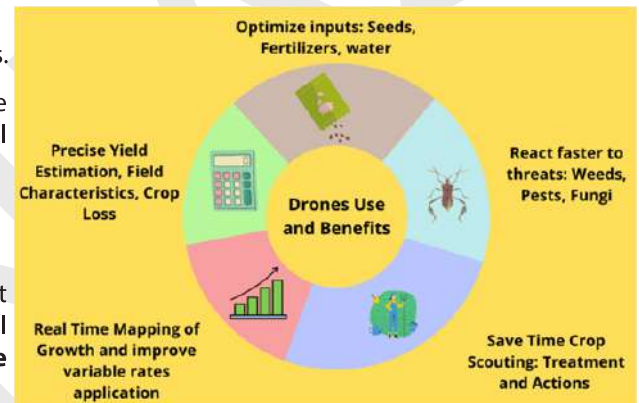 s.
e
l
t
l
e
Optimize inputs: Seeds,
Fertilizers, water
React faster to
threats: Weeds,
Pests, Fungi
Save Time Crop
Scouting: Treatment
and Actions
Real Time Mapping of
Growth and improve
variable rates
application
Precise Yield
Estimation, Field
Characteristics, Crop
Loss
Drones Use
and Benefits